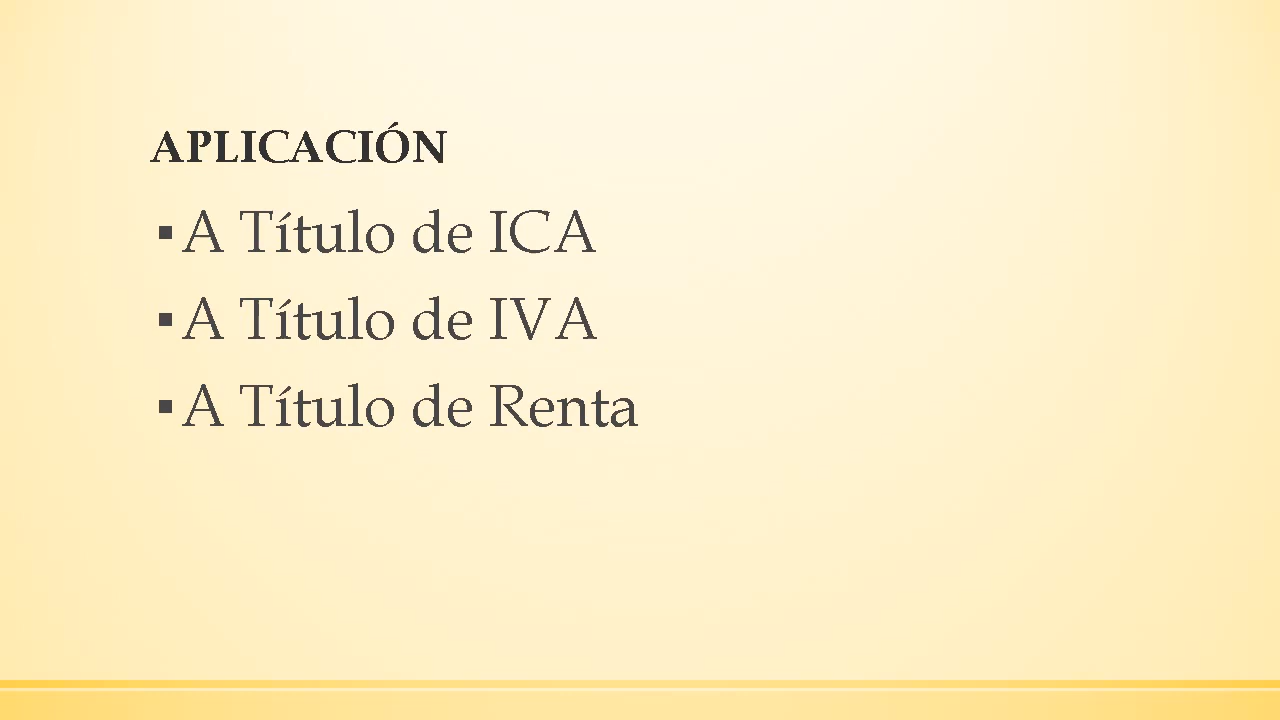 APLICACIÓN
▪A Título de ICA
▪A Título de IVA
▪A Título de Renta